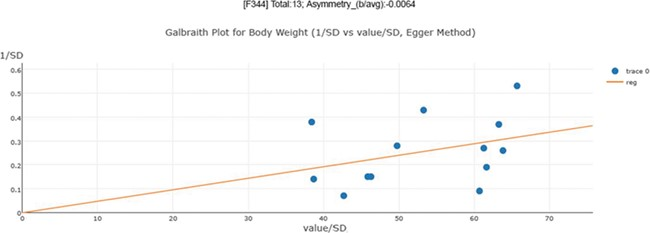 [F344] Total:13; Asymmetry_(b/avg):-0.0064
Galbraith Plot for Body Weight (1/SD vs value/SD, Egger Method)
1/SD
0.6
0.5
0.4
0.3
0.2
0.1
0
0
10
20
30
40
50
60
70
value/SD
trace 0
reg